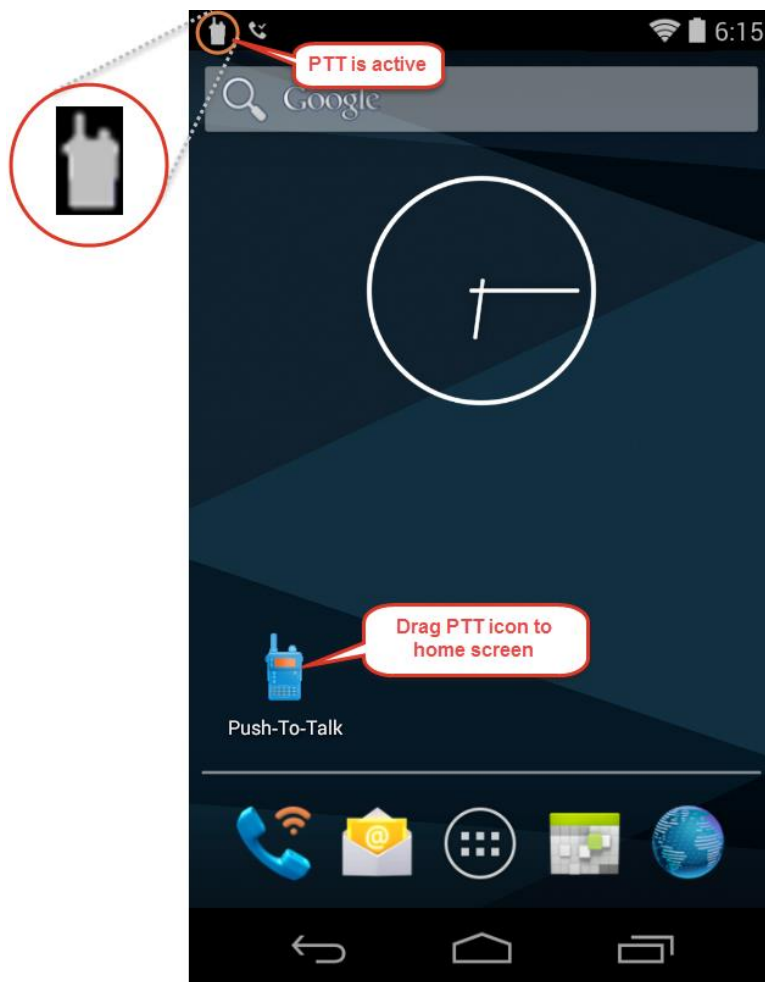 6:15
PTT is active
Google
Drag PTT icon to
home screen
Push-To-Talk
@